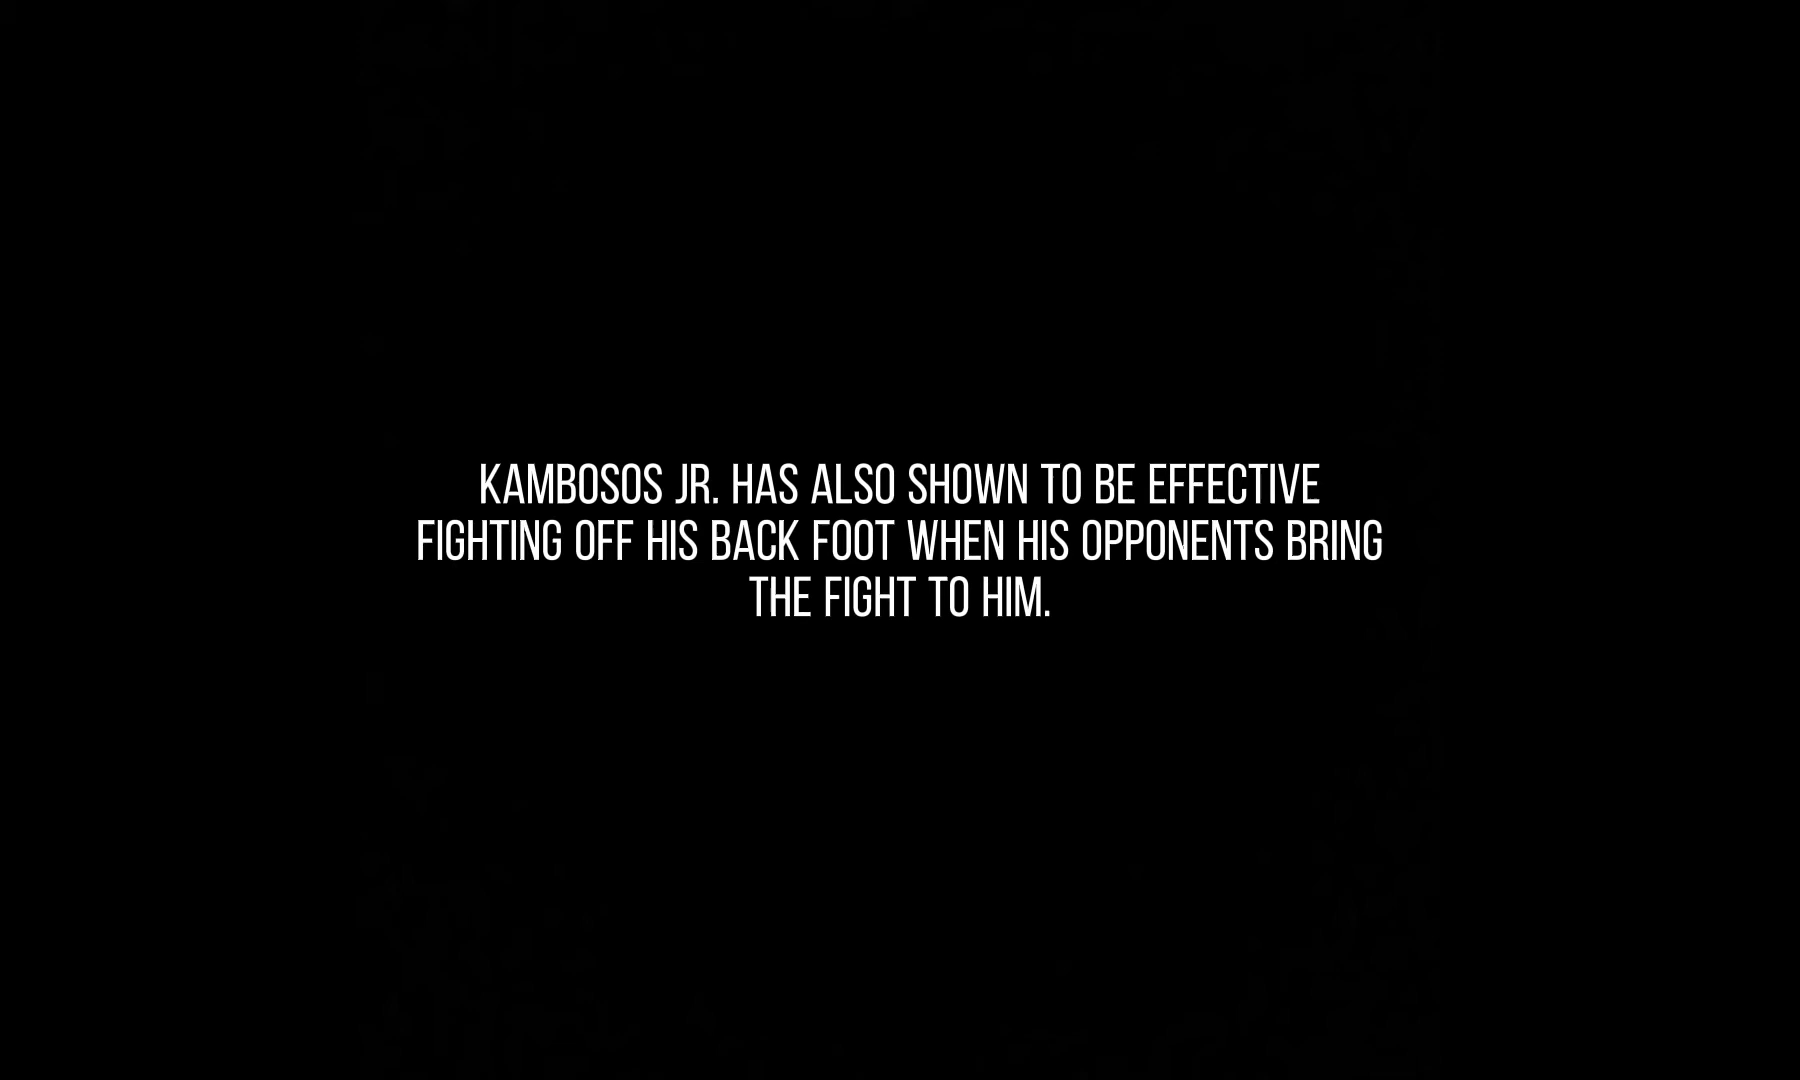 KAMBOSOS JR. HAS ALSO SHOWN TO BE EFFECTIVE
FIGHTING OFF HIS BACK FOOT WHEN HIS OPPONENTS BRING
THE FIGHT TO HIM.